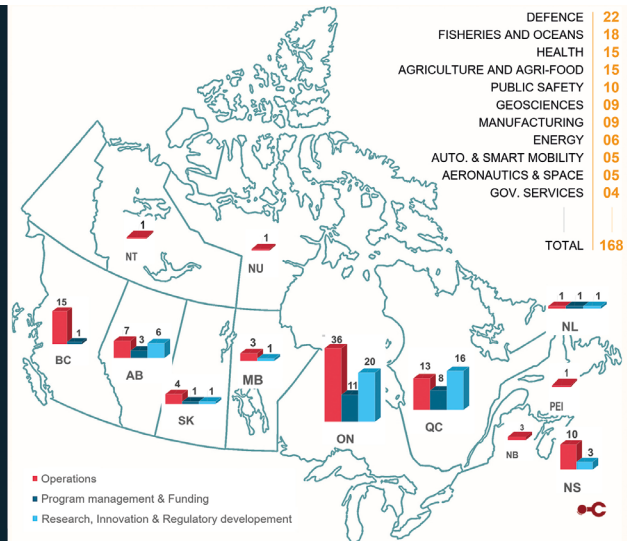 DEFENCE 22
FISHERIES AND OCEANS 18
HEALTH 15
AGRICULTURE AND AGRI-FOOD 15
PUBLIC SAFETY 10
GEOSCIENCES 09
MANUFACTURING 09
ENERGY 06
AUTO. & SMART MOBILITY 05
AERONAUTICS & SPACE 05
GOV. SERVICES 04
TOTAL 168
1
NT
1
NU
15 1
BC
7 3 6
AB
4 1 1
SK
3 1
MB
36 11 20
ON
13 8 16
QC
1 1 1
NL
1
PEI
3
NB
10 3
NS
Operations
Program management & Funding
Research, Innovation & Regulatory developement